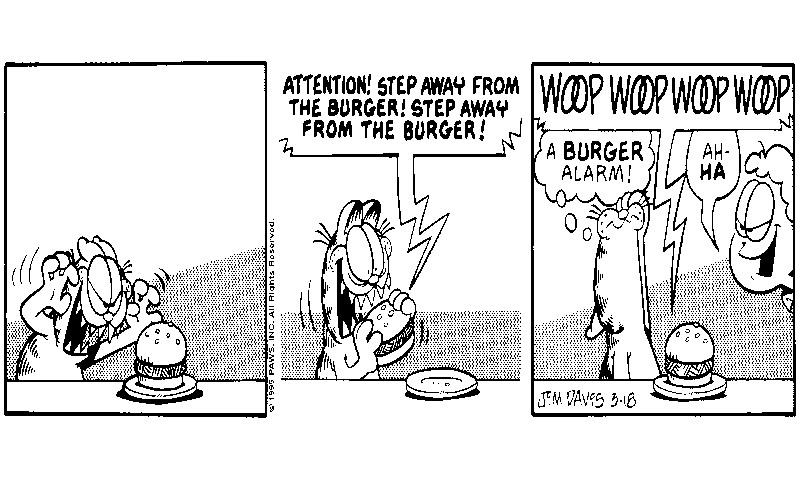 © 1995 PAWS, INC. All Rights Reserved.
ATTENTION! STEP AWAY FROM
THE BURGER! STEP AWAY
FROM THE BURGER!
WOOP WOOP WOOP WOOP
A BURGER
ALARM!
AH-
HA
JIM DAVIS 3-18